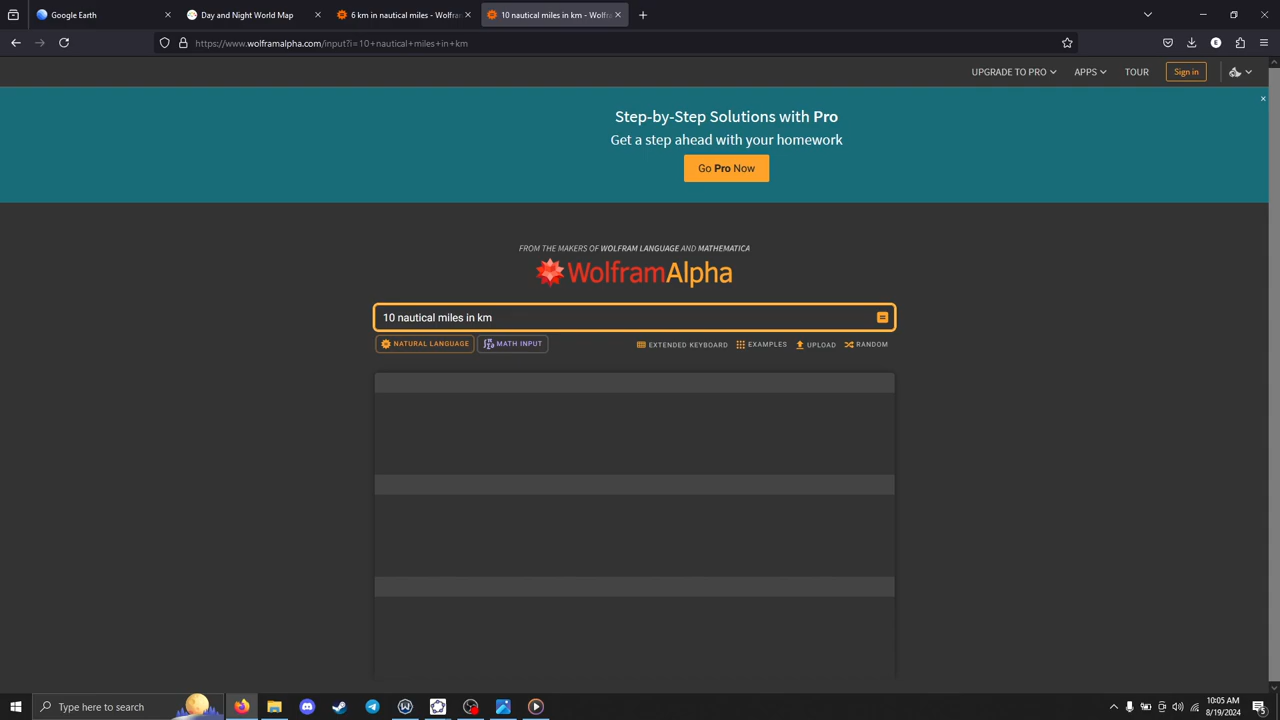 Google Earth
Day and Night World Map
6 km in nautical miles - Wolfra
10 nautical miles in km - Wolfr
https://www.wolframalpha.com/input?i=10+nautical+miles+in+km
UPGRADE TO PRO
APPS
TOUR
Sign in
Step-by-Step Solutions with Pro
Get a step ahead with your homework
Go Pro Now
FROM THE MAKERS OF WOLFRAM LANGUAGE AND MATHEMATICA
WolframAlpha
10 nautical miles in km
NATURAL LANGUAGE
MATH INPUT
EXTENDED KEYBOARD
EXAMPLES
UPLOAD
RANDOM
Type here to search
10:05 AM
8/19/2024
5